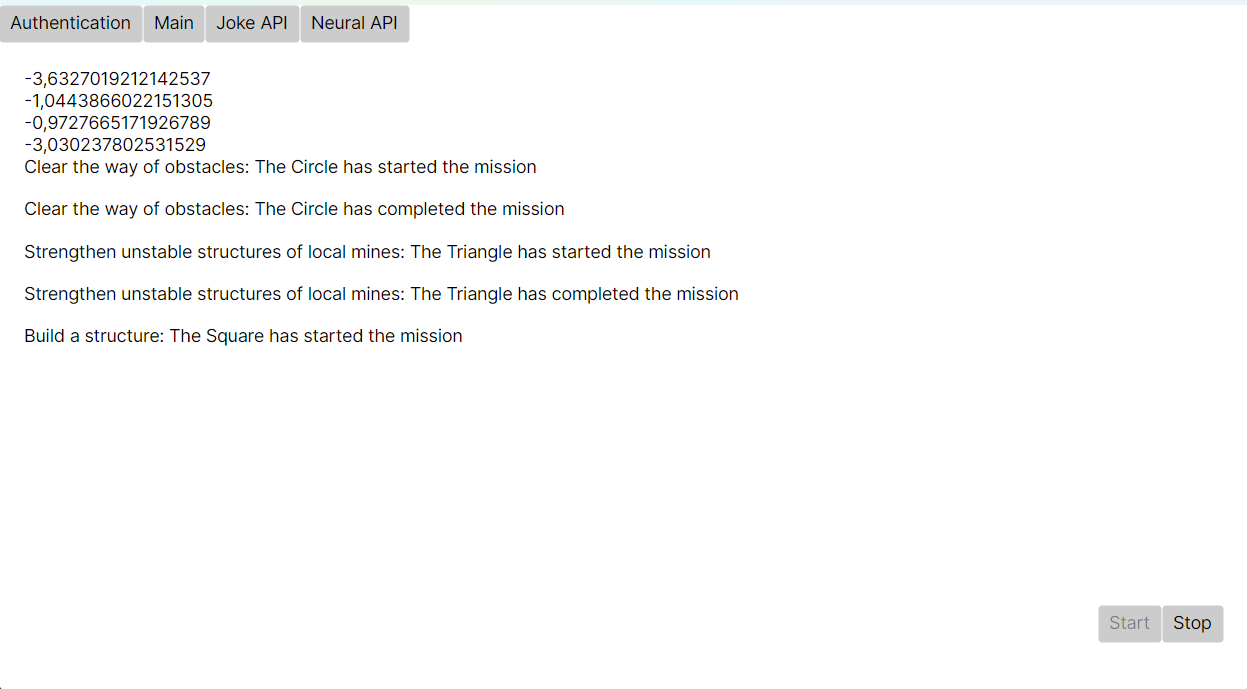 Authentication Main Joke API Neural API
-3,6327019212142537
-1,0443866022151305
-0,9727665171926789
-3,030237802531529
Clear the way of obstacles: The Circle has started the mission
Clear the way of obstacles: The Circle has completed the mission
Strengthen unstable structures of local mines: The Triangle has started the mission
Strengthen unstable structures of local mines: The Triangle has completed the mission
Build a structure: The Square has started the mission
Start Stop